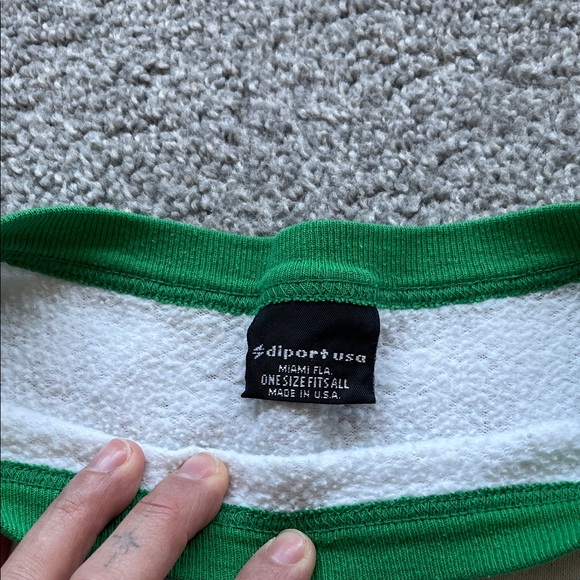 diport usa
MIAMI FLA.
ONE SIZE FITS ALL
MADE IN U.S.A.